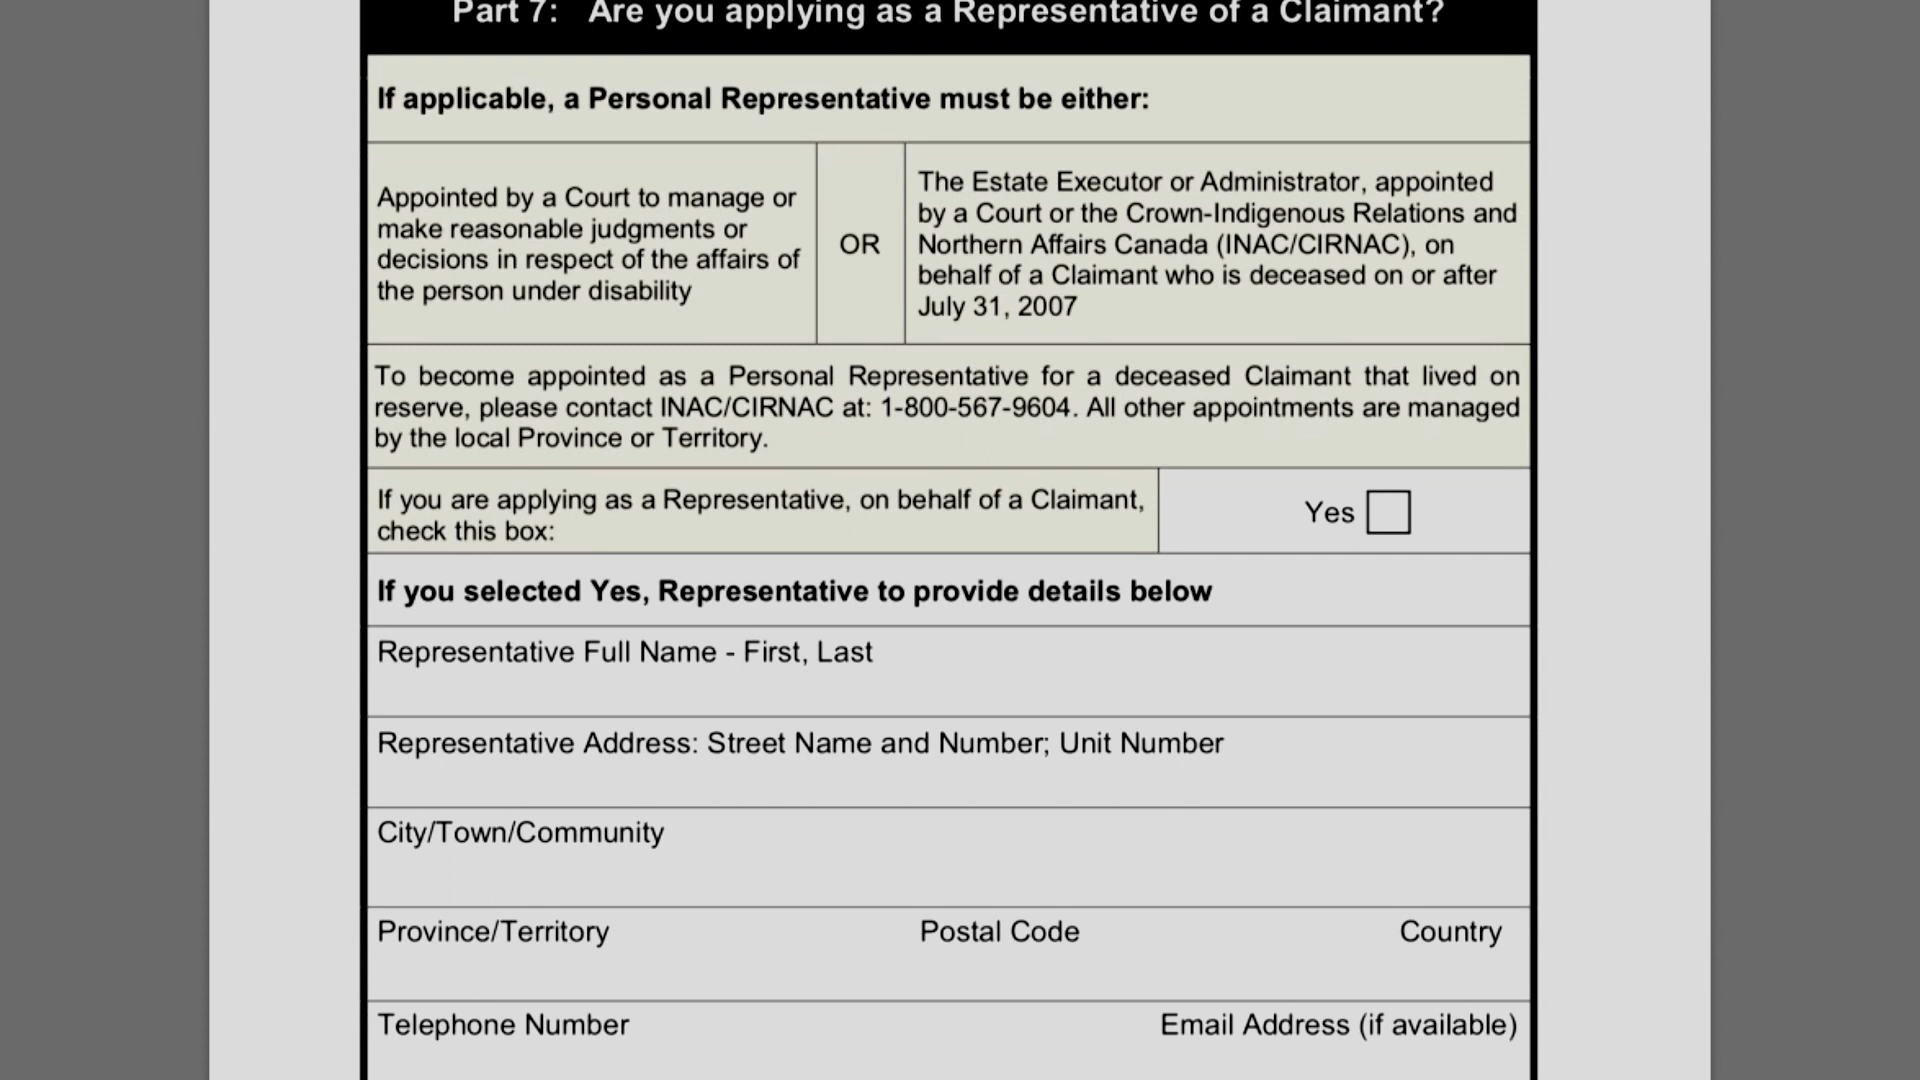 Part 7: Are you applying as a Representative of a Claimant?
If applicable, a Personal Representative must be either:
Appointed by a Court to manage or
make reasonable judgments or
decisions in respect of the affairs of
the person under disability
OR
The Estate Executor or Administrator, appointed
by a Court or the Crown-Indigenous Relations and
Northern Affairs Canada (INAC/CIRNAC), on
behalf of a Claimant who is deceased on or after
July 31, 2007
To become appointed as a Personal Representative for a deceased Claimant that lived on
reserve, please contact INAC/CIRNAC at: 1-800-567-9604. All other appointments are managed
by the local Province or Territory.
If you are applying as a Representative, on behalf of a Claimant,
check this box:
Yes
If you selected Yes, Representative to provide details below
Representative Full Name - First, Last
Representative Address: Street Name and Number; Unit Number
City/Town/Community
Province/Territory Postal Code Country
Telephone Number Email Address (if available)